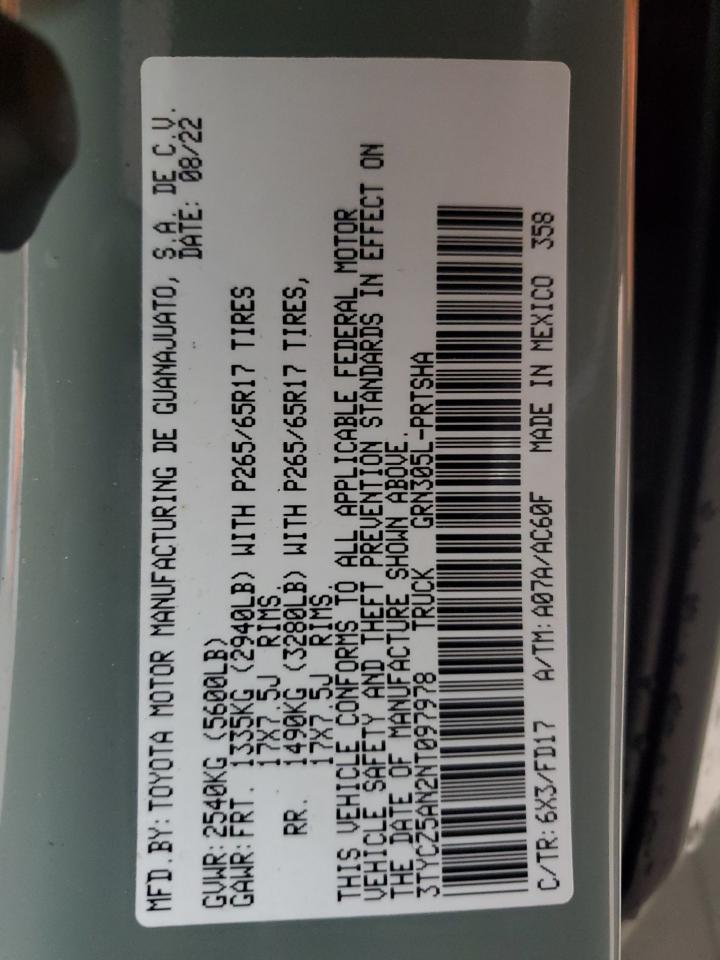 MFD.BY: TOYOTA MOTOR MANUFACTURING DE GUANAJUATO, S.A. DE C.V.
DATE: 08/22
GVWR: 2540KG (5600LB)
GAWR: FRT. 1335KG (2940LB) WITH P265/65R17 TIRES
17X7.5J RIMS.
RR. 1490KG (3280LB) WITH P265/65R17 TIRES,
17X7.5J RIMS.
THIS VEHICLE CONFORMS TO ALL APPLICABLE FEDERAL MOTOR
VEHICLE SAFETY AND THEFT PREVENTION STANDARDS IN EFFECT ON
THE DATE OF MANUFACTURE SHOWN ABOVE.
3TYCZ5AN2NT097978 TRUCK GRN305L-PRTSHA
C/TR: 6X3/FD17 A/TM: A07A/AC60F MADE IN MEXICO 358